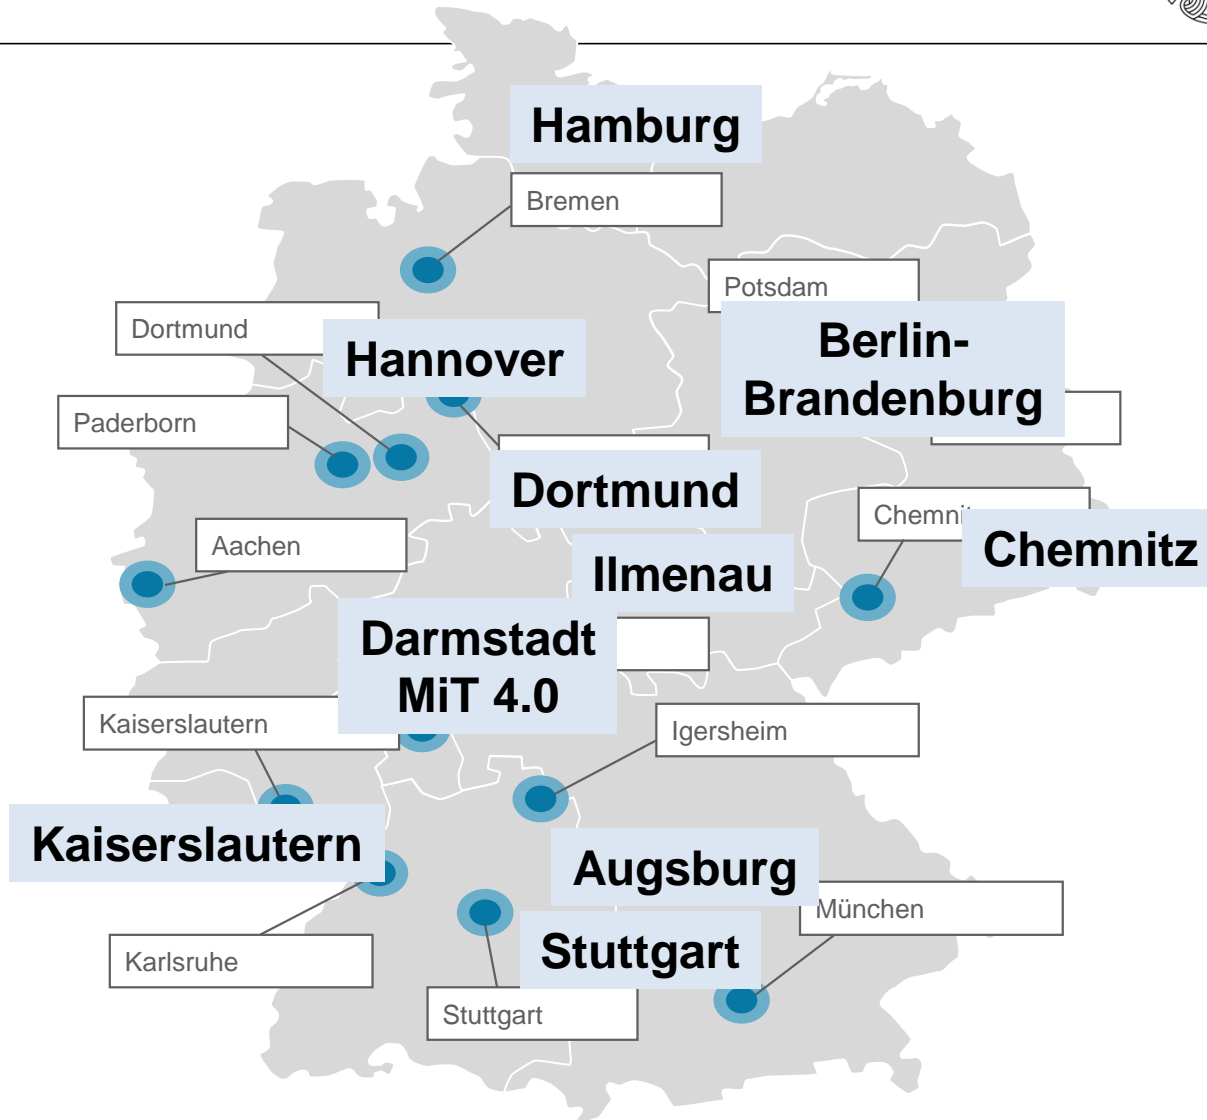 Hamburg
Bremen
Potsdam
Dortmund
Hannover
Berlin-
Brandenburg
Paderborn
Dortmund
Chemnitz
Aachen
Ilmenau
Darmstadt
MiT 4.0
Kaiserslautern
Igersheim
Kaiserslautern
Augsburg
München
Stuttgart
Karlsruhe
Stuttgart